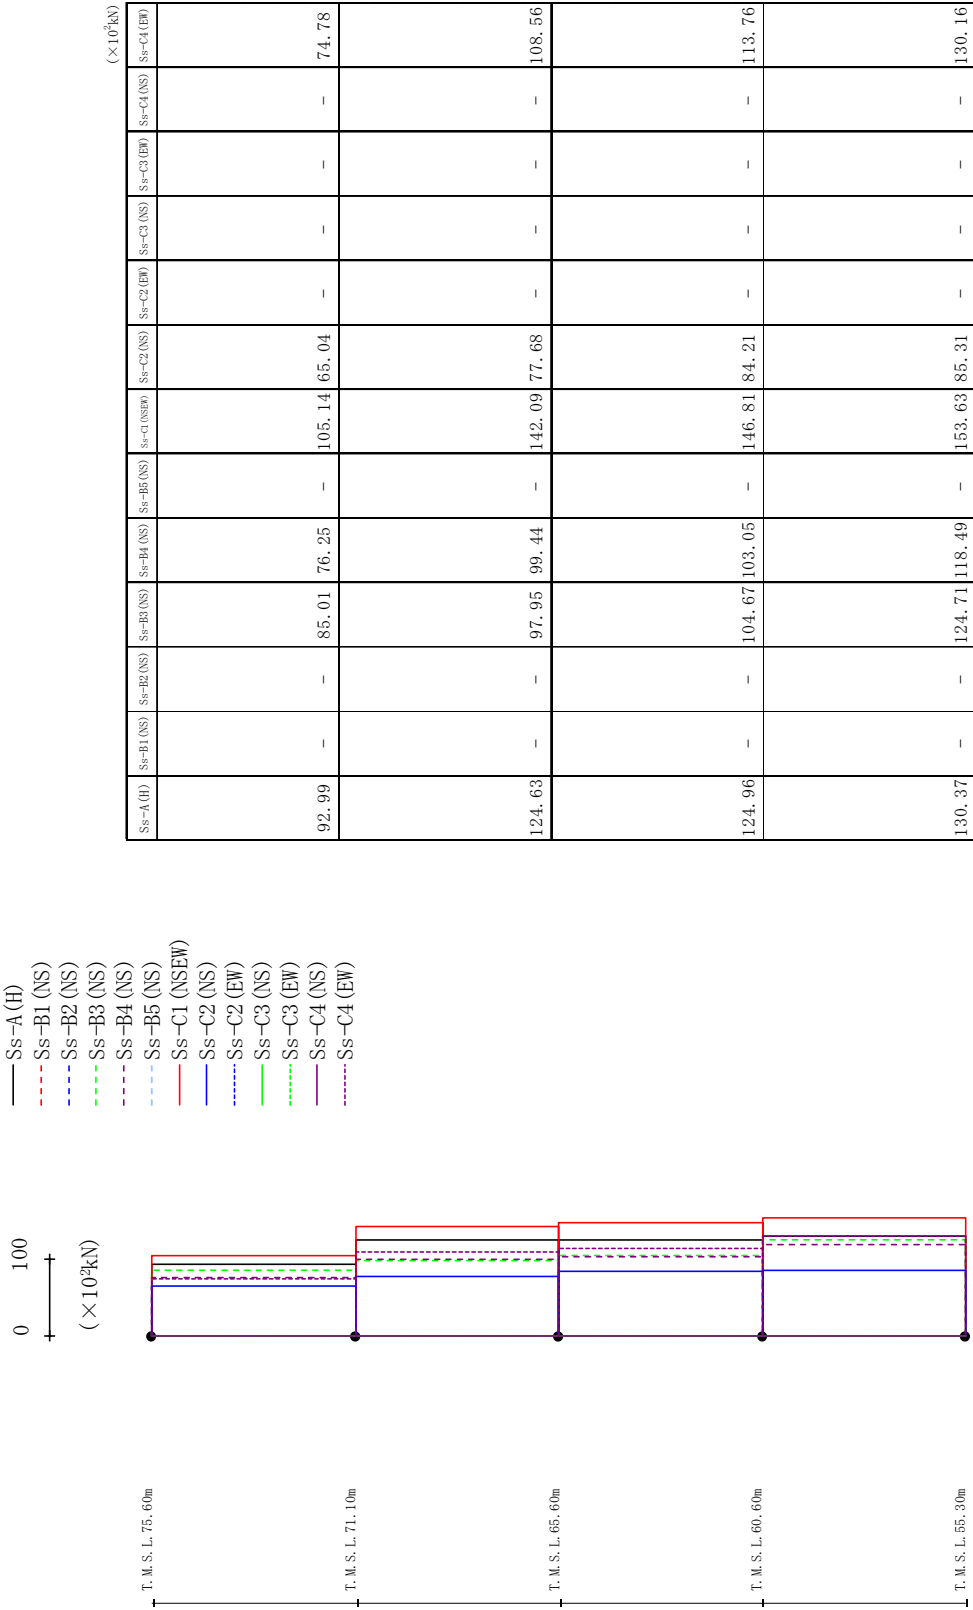 T.M.S.L.75.60m
T.M.S.L.71.10m
T.M.S.L.65.60m
T.M.S.L.60.60m
T.M.S.L.55.30m
0 100
(×10²kN)
Ss-A(H)
Ss-B1(NS)
Ss-B2(NS)
Ss-B3(NS)
Ss-B4(NS)
Ss-B5(NS)
Ss-C1(NSEW)
Ss-C2(NS)
Ss-C2(EW)
Ss-C3(NS)
Ss-C3(EW)
Ss-C4(NS)
Ss-C4(EW)
(×10²kN)
Ss-A(H) Ss-B1(NS) Ss-B2(NS) Ss-B3(NS) Ss-B4(NS) Ss-B5(NS) Ss-C1(NSEW) Ss-C2(NS) Ss-C2(EW) Ss-C3(NS) Ss-C3(EW) Ss-C4(NS) Ss-C4(EW)
92.99 - - 85.01 76.25 - 105.14 65.04 - - - - 74.78
124.63 - - 97.95 99.44 - 142.09 77.68 - - - - 108.56
124.96 - - 104.67 103.05 - 146.81 84.21 - - - - 113.76
130.37 - - 124.71 118.49 - 153.63 85.31 - - - - 130.16